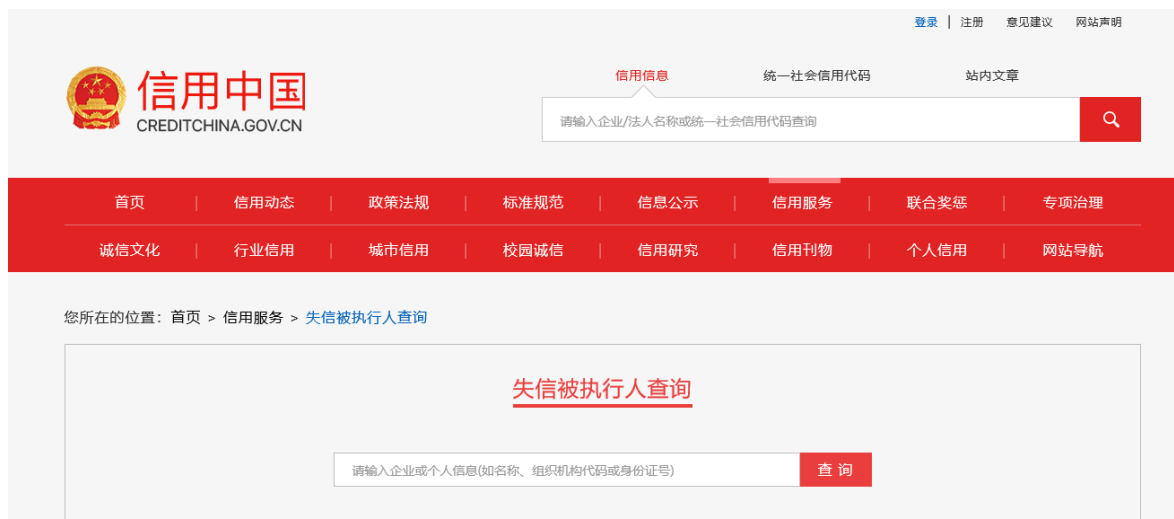 登录 | 注册 意见建议 网站声明
信用中国
CREDITCHINA.GOV.CN
信用信息 统一社会信用代码 站内文章
请输入企业/法人名称或统一社会信用代码查询
首页 | 信用动态 | 政策法规 | 标准规范 | 信息公示 | 信用服务 | 联合奖惩 | 专项治理
诚信文化 | 行业信用 | 城市信用 | 校园诚信 | 信用研究 | 信用刊物 | 个人信用 | 网站导航
您所在的位置：首页 > 信用服务 > 失信被执行人查询
失信被执行人查询
请输入企业或个人信息(如名称、组织机构代码或身份证号) 查 询